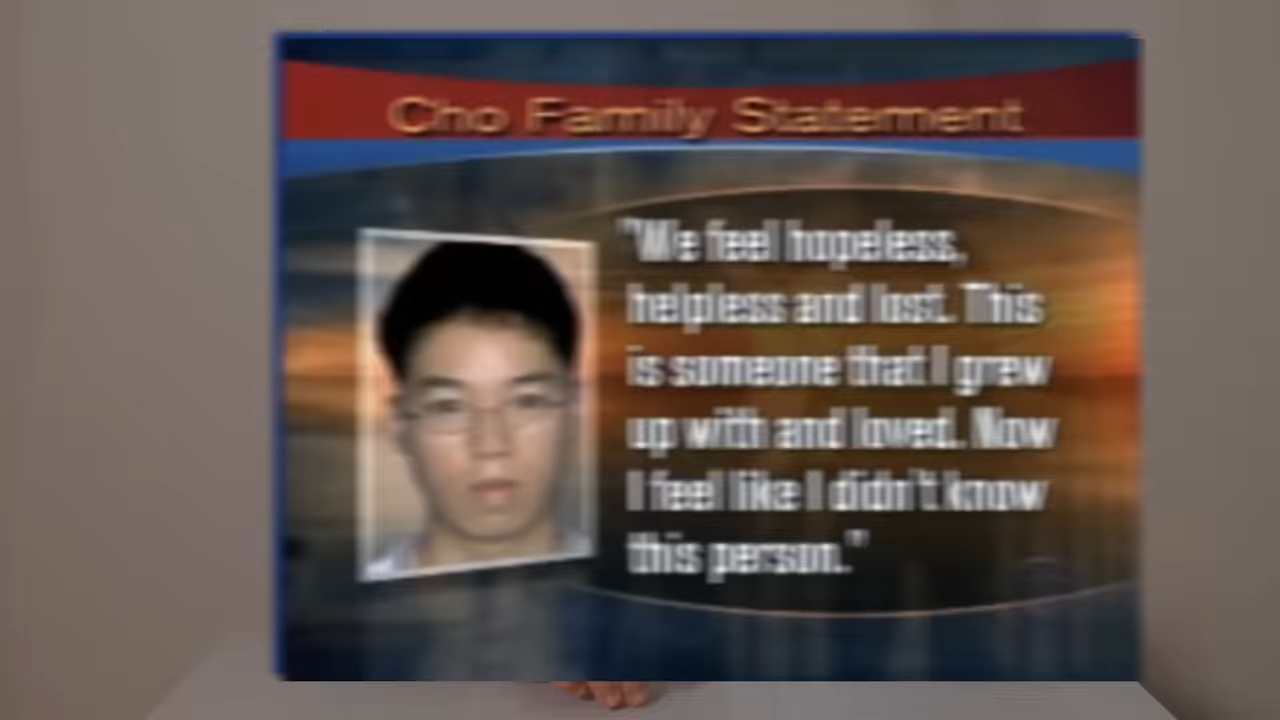 Cho Family Statement
"We feel hopeless,
helpless and lost. This
is someone that I grew
up with and loved. Now
I feel like I didn't know
this person."